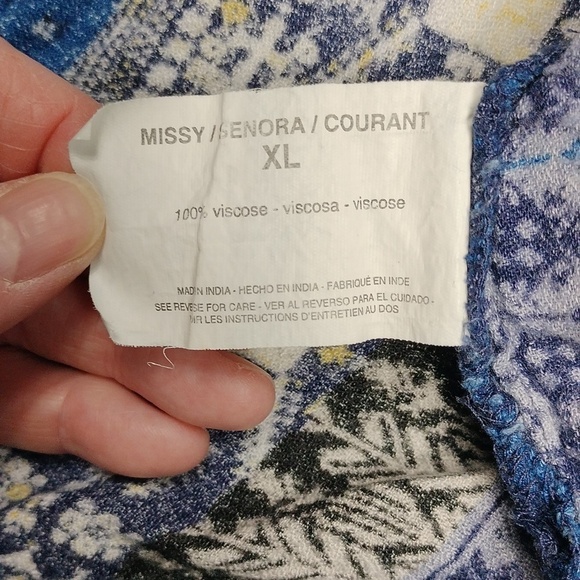 MISSY / SENORA / COURANT
XL
100% viscose - viscosa - viscose
MADE IN INDIA - HECHO EN INDIA - FABRIQUÉ EN INDE
SEE REVERSE FOR CARE - VER AL REVERSO PARA EL CUIDADO -
LES INSTRUCTIONS D'ENTRETIEN AU DOS